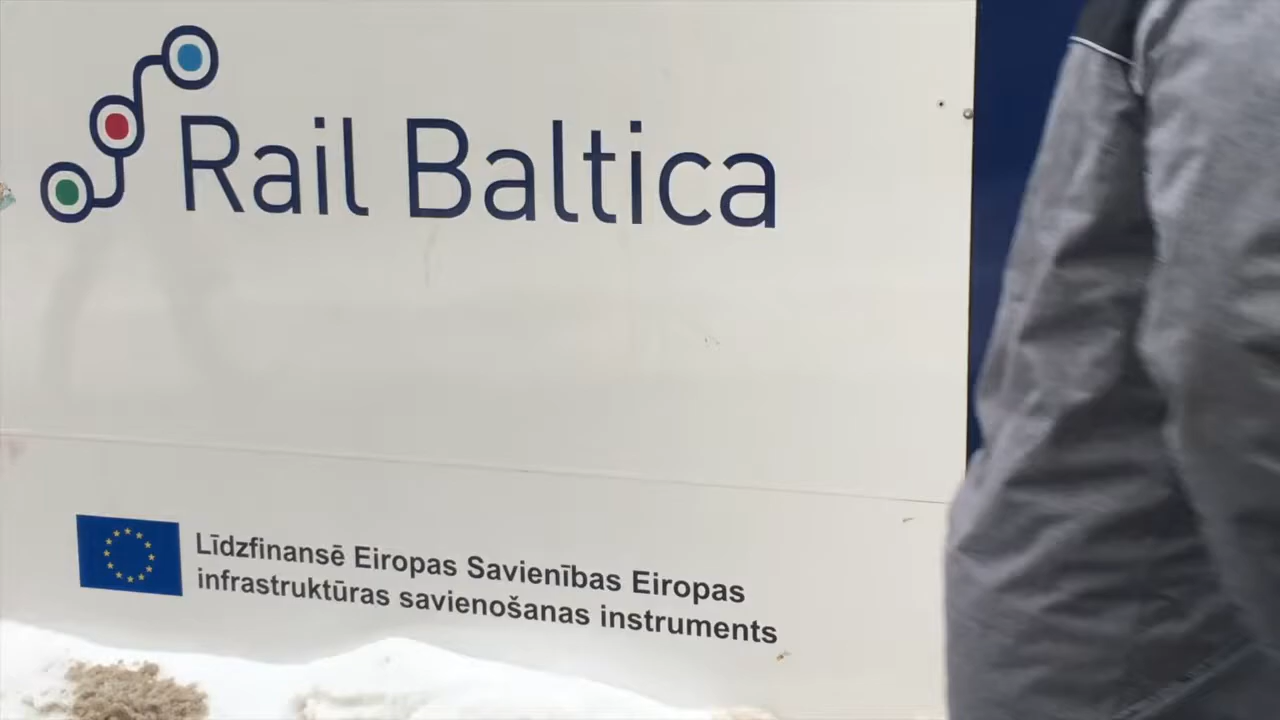 Rail Baltica
Līdzfinansē Eiropas Savienības Eiropas
infrastruktūras savienošanas instruments